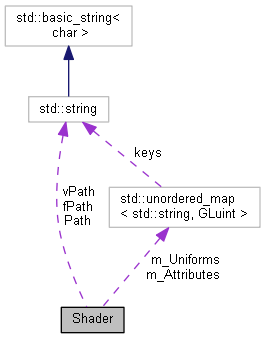 std::basic_string<
char >
std::string
keys
vPath
fPath
Path
std::unordered_map
< std::string, GLuint >
m_Uniforms
m_Attributes
Shader